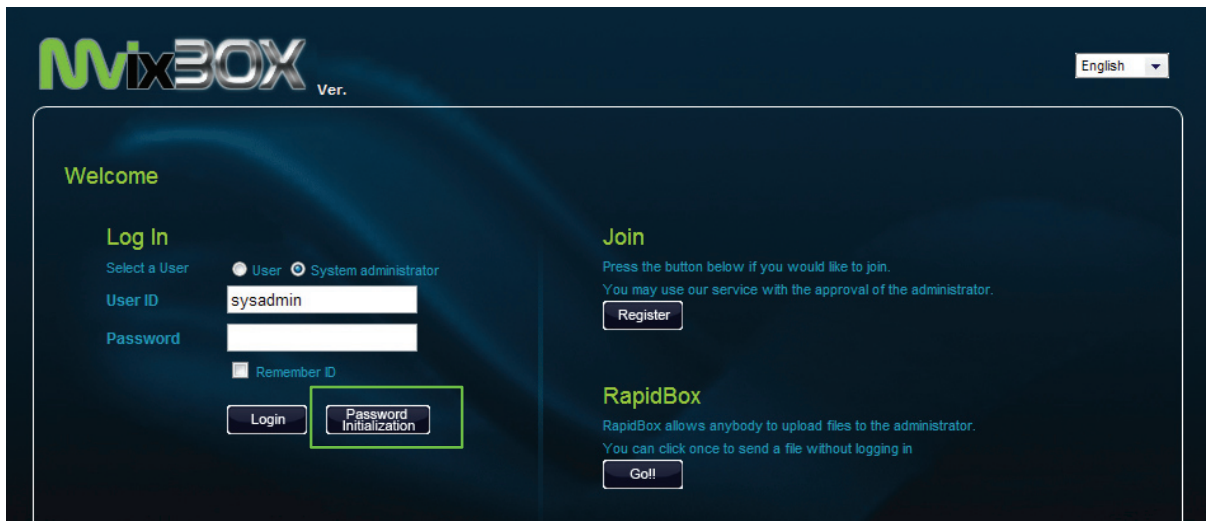 MvixBOX Ver.
English
Welcome
Log In
Select a User User System administrator
User ID sysadmin
Password
Remember ID
Login Password Initialization
Join
Press the button below if you would like to join.
You may use our service with the approval of the administrator.
Register
RapidBox
RapidBox allows anybody to upload files to the administrator.
You can click once to send a file without logging in
Go!!